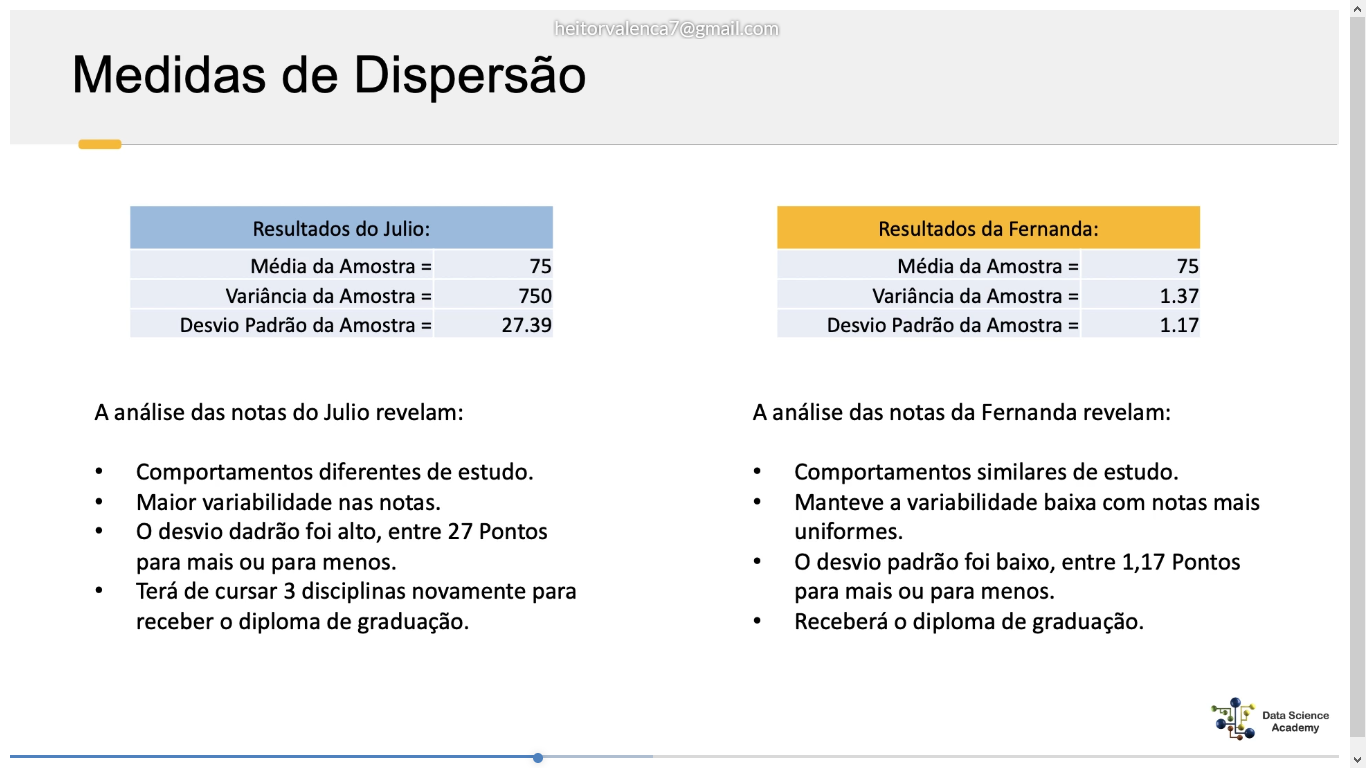 heitorvalenca7@gmail.com
Medidas de Dispersão
Resultados do Julio:
Média da Amostra = 75
Variância da Amostra = 750
Desvio Padrão da Amostra = 27.39
A análise das notas do Julio revelam:
• Comportamentos diferentes de estudo.
• Maior variabilidade nas notas.
• O desvio dadrão foi alto, entre 27 Pontos
para mais ou para menos.
• Terá de cursar 3 disciplinas novamente para
receber o diploma de graduação.
Resultados da Fernanda:
Média da Amostra = 75
Variância da Amostra = 1.37
Desvio Padrão da Amostra = 1.17
A análise das notas da Fernanda revelam:
• Comportamentos similares de estudo.
• Manteve a variabilidade baixa com notas mais
uniformes.
• O desvio padrão foi baixo, entre 1,17 Pontos
para mais ou para menos.
• Receberá o diploma de graduação.
Data Science
Academy